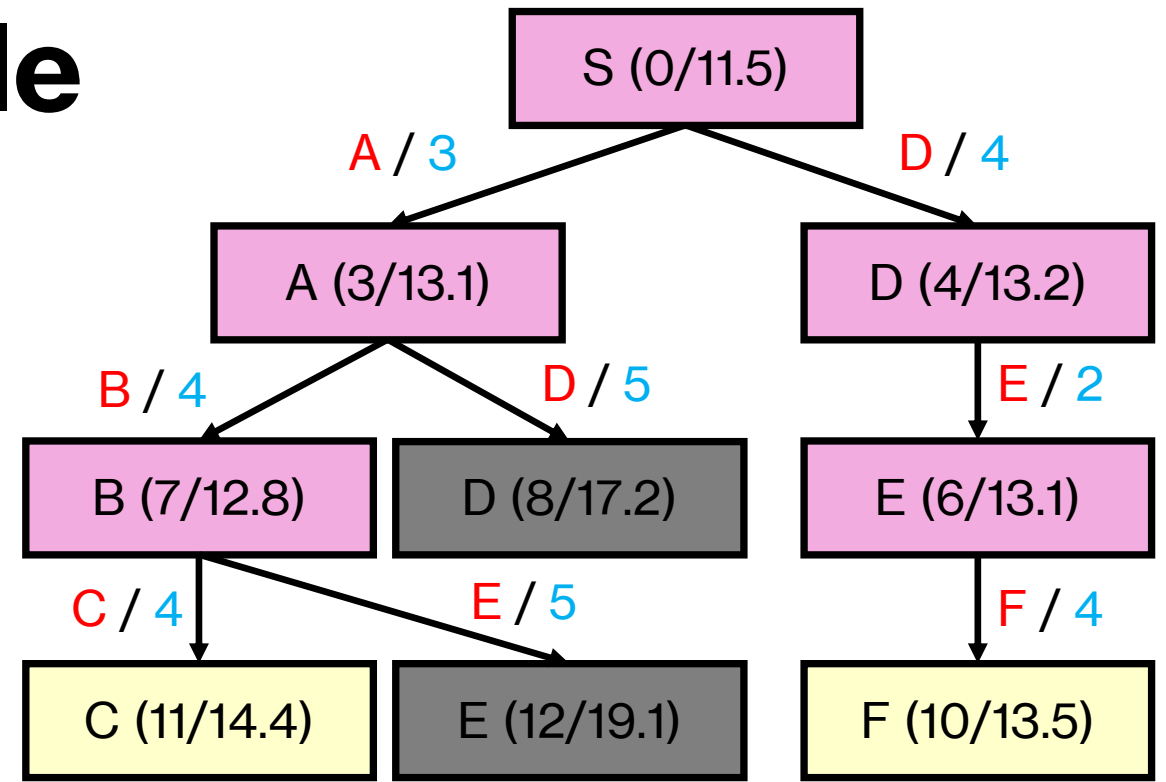 S (0/11.5)
A / 3
D / 4
A (3/13.1)
D (4/13.2)
B / 4
D / 5
E / 2
B (7/12.8)
D (8/17.2)
E (6/13.1)
C / 4
E / 5
F / 4
C (11/14.4)
E (12/19.1)
F (10/13.5)